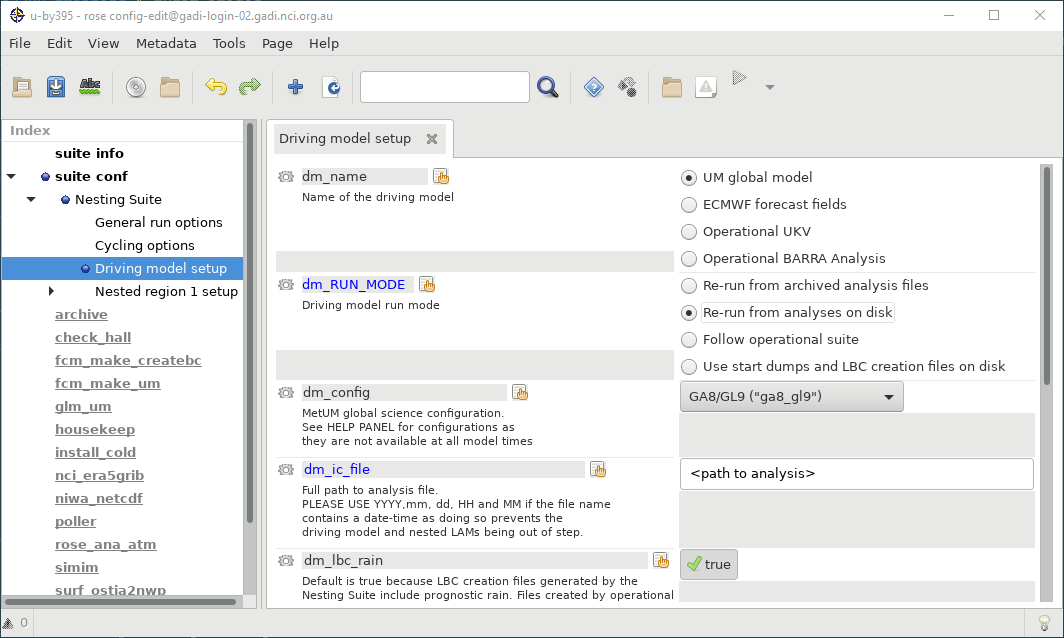 u-by395 - rose config-edit@gadi-login-02.gadi.nci.org.au
File Edit View Metadata Tools Page Help
Abc
Index
suite info
suite conf
Nesting Suite
General run options
Cycling options
Driving model setup
Nested region 1 setup
archive
check_hall
fcm_make_createbc
fcm_make_um
glm_um
housekeep
install_cold
nci_era5grib
niwa_netcdf
poller
rose_ana_atm
simim
surf_ostia2nwp
Driving model setup
dm_name
Name of the driving model
UM global model
ECMWF forecast fields
Operational UKV
Operational BARRA Analysis
dm_RUN_MODE
Driving model run mode
Re-run from archived analysis files
Re-run from analyses on disk
Follow operational suite
Use start dumps and LBC creation files on disk
dm_config
MetUM global science configuration.
See HELP PANEL for configurations as
they are not available at all model times
GA8/GL9 ("ga8_gl9")
dm_ic_file
Full path to analysis file.
PLEASE USE YYYY,mm, dd, HH and MM if the file name
contains a date-time as doing so prevents the
driving model and nested LAMs being out of step.
<path to analysis>
dm_lbc_rain
Default is true because LBC creation files generated by the
Nesting Suite include prognostic rain. Files created by operational
true
0